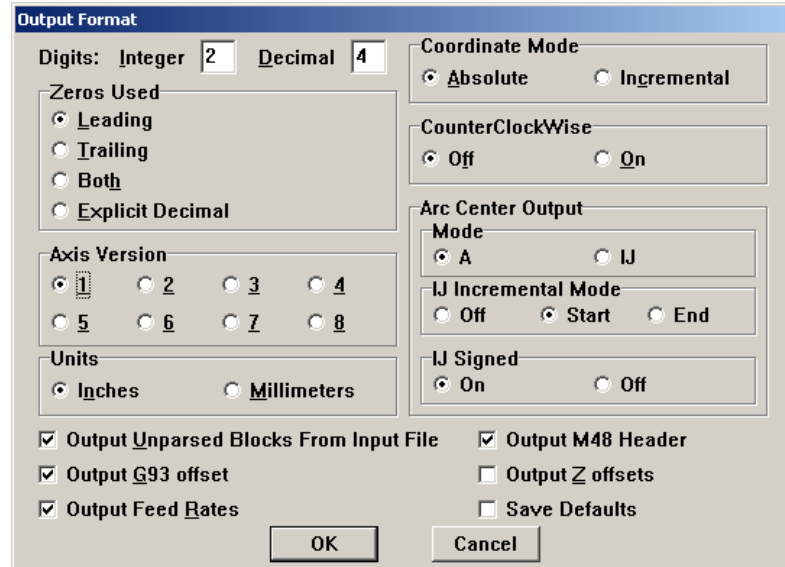 Output Format
Digits: Integer 2 Decimal 4
Zeros Used
Leading
Trailing
Both
Explicit Decimal
Axis Version
1 2 3 4
5 6 7 8
Units
Inches Millimeters
Coordinate Mode
Absolute Incremental
CounterClockWise
Off On
Arc Center Output
Mode
A IJ
IJ Incremental Mode
Off Start End
IJ Signed
On Off
Output Unparsed Blocks From Input File
Output G93 offset
Output Feed Rates
Output M48 Header
Output Z offsets
Save Defaults
OK Cancel